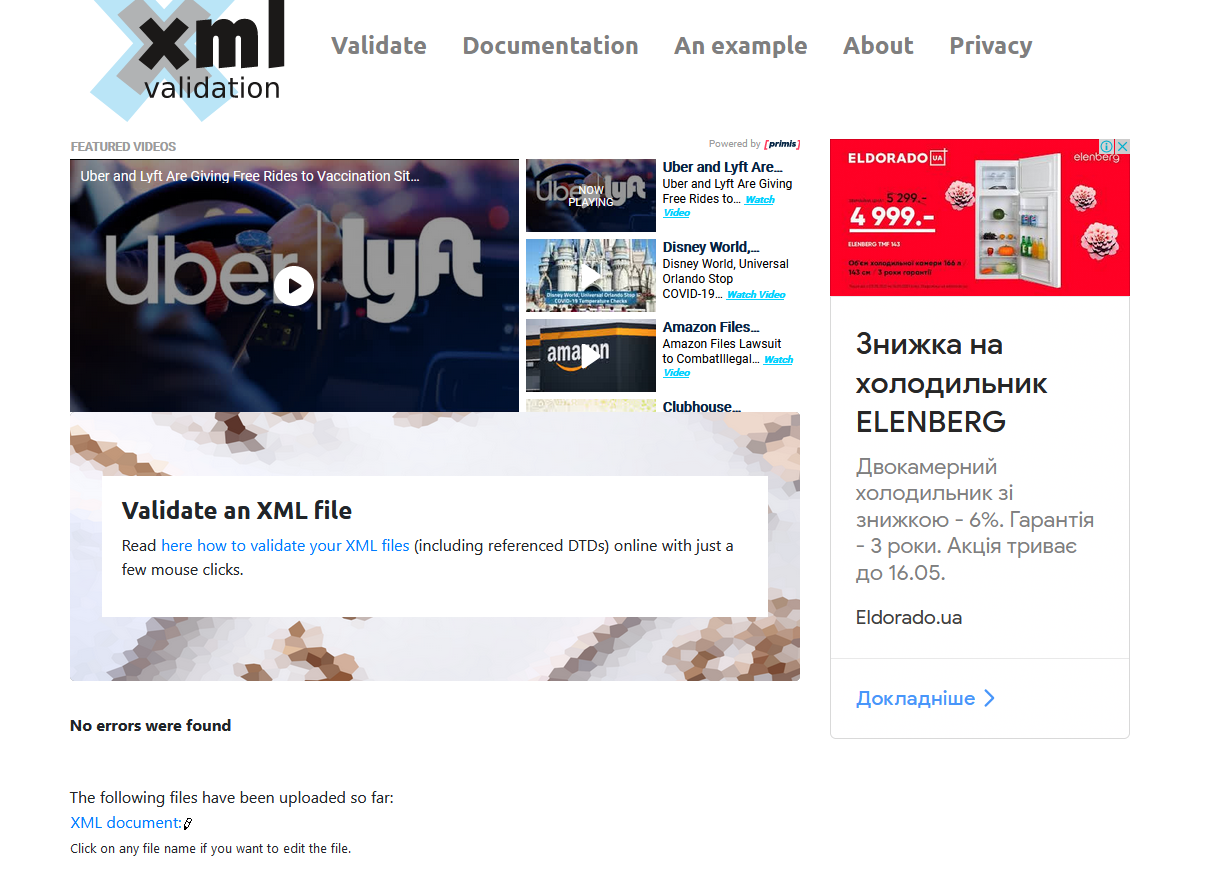 xml
validation
Validate
Documentation
An example
About
Privacy
FEATURED VIDEOS
Powered by [primis]
Uber and Lyft Are Giving Free Rides to Vaccination Sit...
Uber
lyft
NOW
PLAYING
Uber and Lyft Are...
Uber and Lyft Are Giving
Free Rides to... Watch
Video
Disney World, Universal Orlando Stop
COVID-19 Temperature Checks
Disney World,...
Disney World, Universal
Orlando Stop
COVID-19... Watch Video
amazon
Amazon Files...
Amazon Files Lawsuit
to CombatIllegal... Watch
Video
Clubhouse...
ELDORADO UA
elenberg
5 299.-
4 999.-
ELENBERG TMF 143
Об'єм холодильної камери 166 л
143 см / 3 роки гарантії
Знижка на
холодильник
ELENBERG
Двокамерний
холодильник зі
знижкою - 6%. Гарантія
- 3 роки. Акція триває
до 16.05.
Eldorado.ua
Докладніше
Validate an XML file
Read here how to validate your XML files (including referenced DTDs) online with just a
few mouse clicks.
No errors were found
The following files have been uploaded so far:
XML document:
Click on any file name if you want to edit the file.